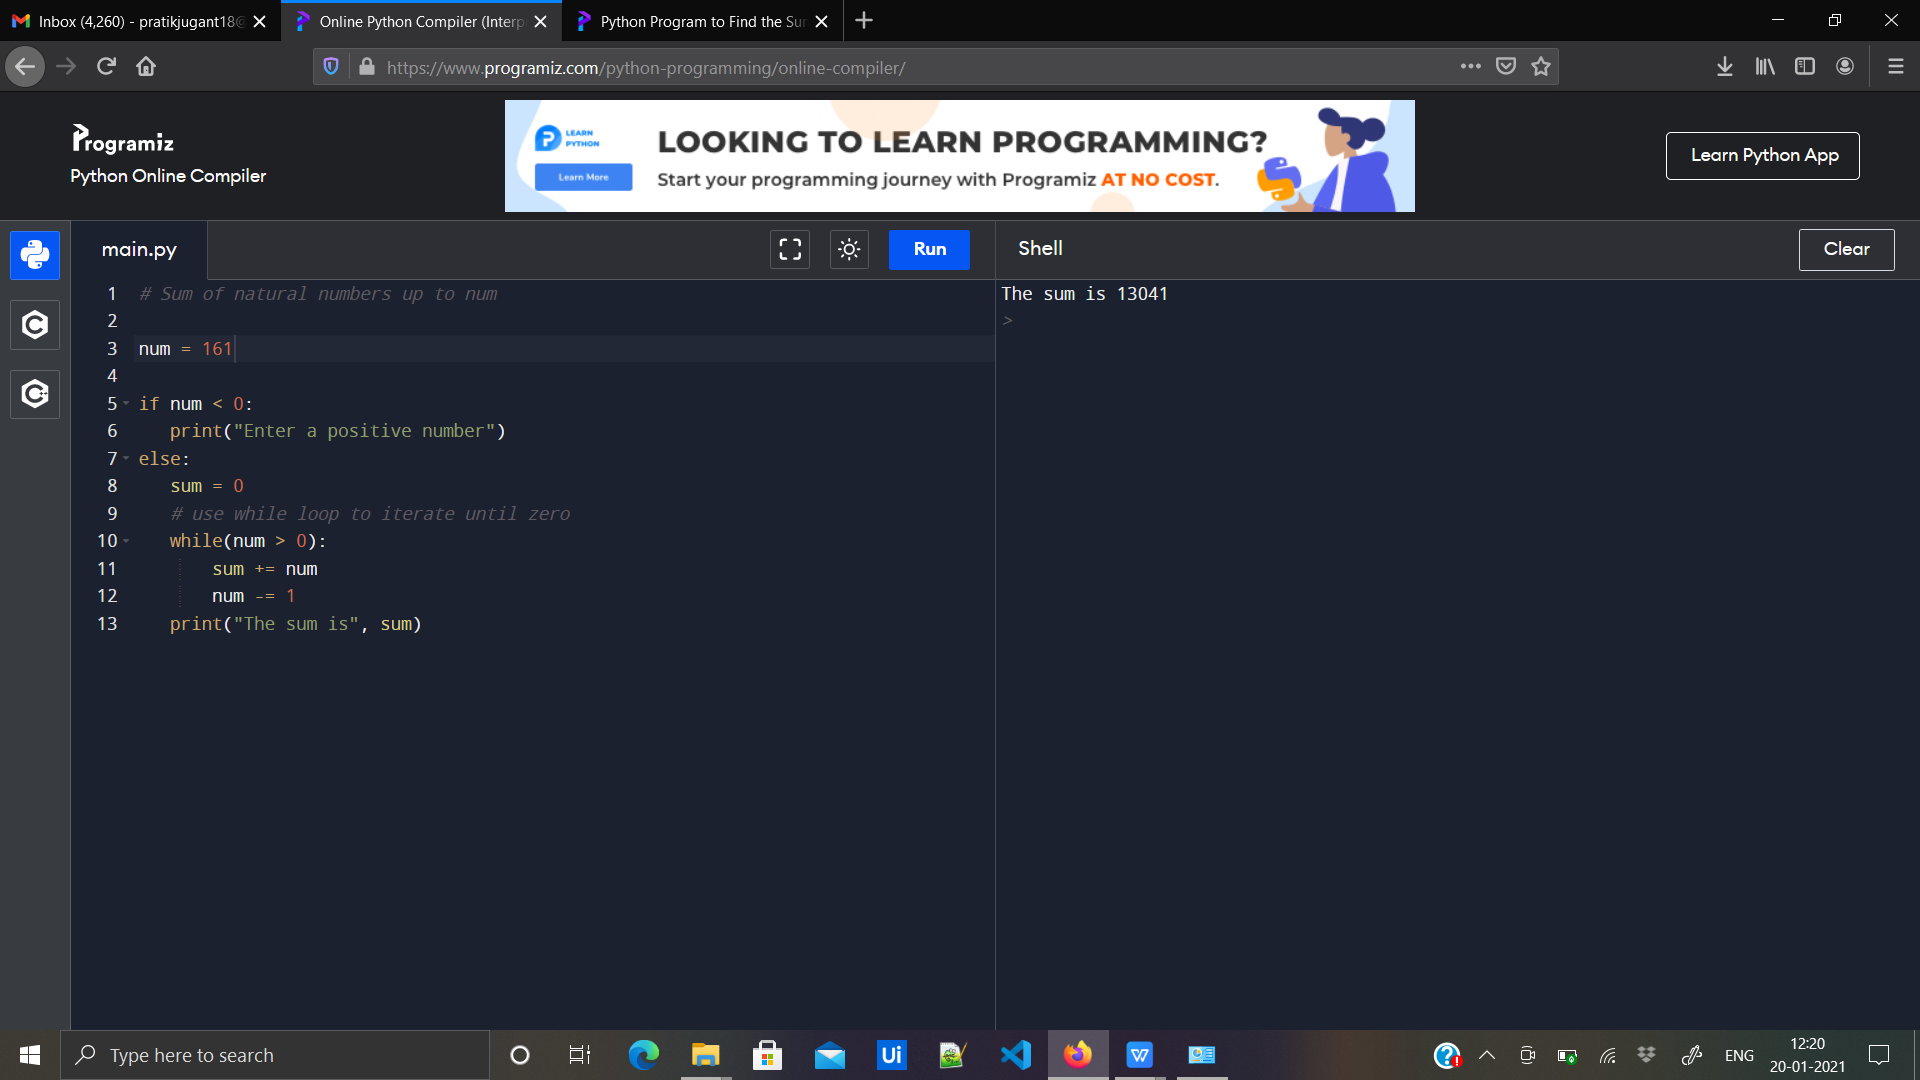 Inbox (4,260) - pratikjugant18@
Online Python Compiler (Interp
Python Program to Find the Su
https://www.programiz.com/python-programming/online-compiler/
Programiz
Python Online Compiler
LEARN PYTHON
Learn More
LOOKING TO LEARN PROGRAMMING?
Start your programming journey with Programiz AT NO COST.
Learn Python App
main.py
Run
Shell
Clear
1 # Sum of natural numbers up to num
2
3 num = 161
4
5 if num < 0:
6    print("Enter a positive number")
7 else:
8    sum = 0
9    # use while loop to iterate until zero
10    while(num > 0):
11        sum += num
12        num -= 1
13    print("The sum is", sum)
The sum is 13041
>
Type here to search
Ui
W
ENG
12:20
20-01-2021